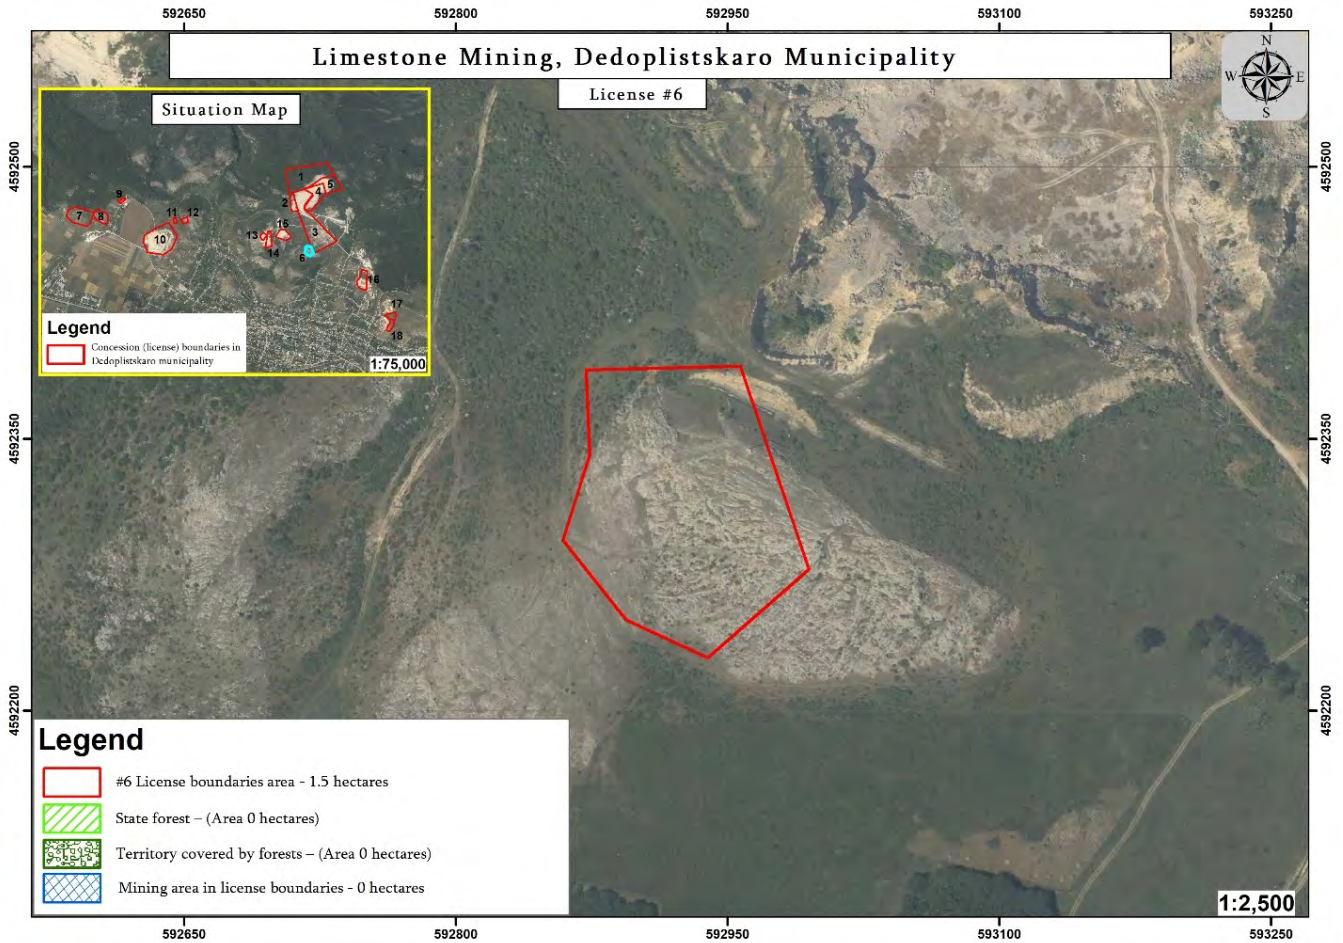 592650 592800 592950 593100 593250
Limestone Mining, Dedoplistskaro Municipality
License #6
N
W E
S
Situation Map
1
5
4
2
9
7 8
11 12
15
3
13
10
14
6
16
17
18
Legend
Concession (license) boundaries in
Dedoplistskaro municipality
1:75,000
4592500 4592500
4592350 4592350
4592200 4592200
Legend
#6 License boundaries area - 1.5 hectares
State forest – (Area 0 hectares)
Territory covered by forests – (Area 0 hectares)
Mining area in license boundaries - 0 hectares
1:2,500
592650 592800 592950 593100 593250